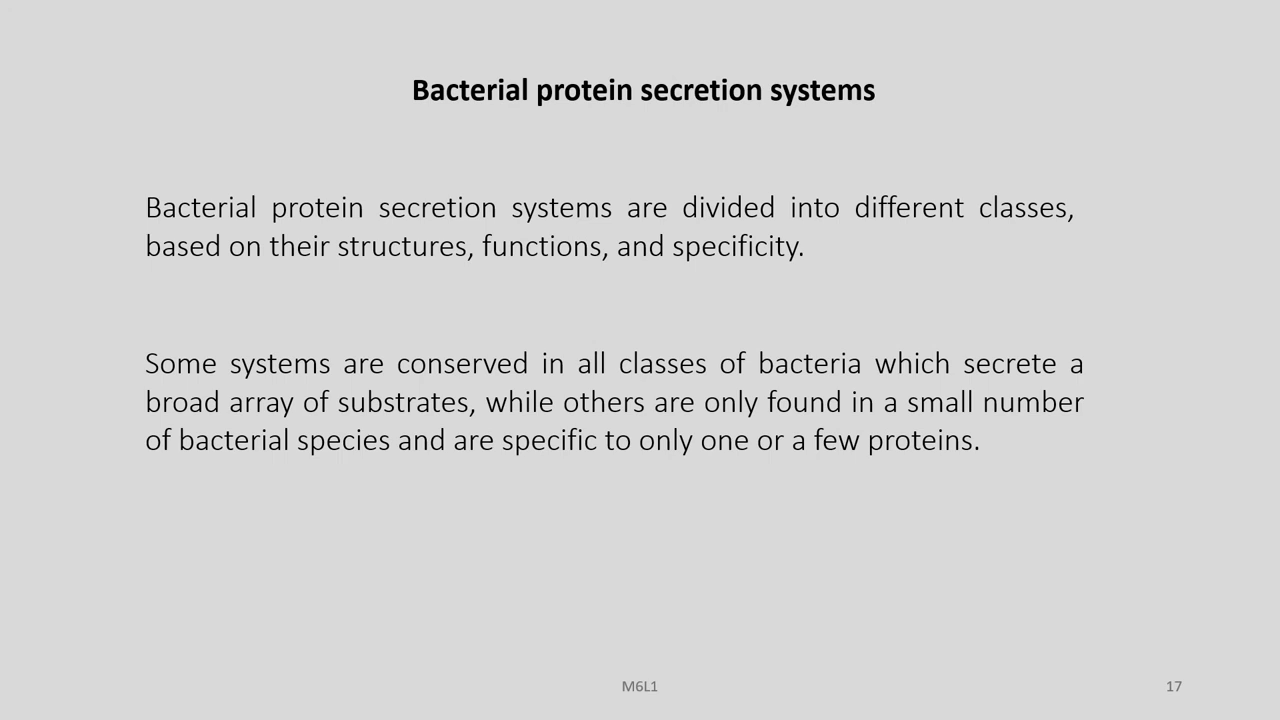 Bacterial protein secretion systems
Bacterial protein secretion systems are divided into different classes,
based on their structures, functions, and specificity.
Some systems are conserved in all classes of bacteria which secrete a
broad array of substrates, while others are only found in a small number
of bacterial species and are specific to only one or a few proteins.
M6L1
17